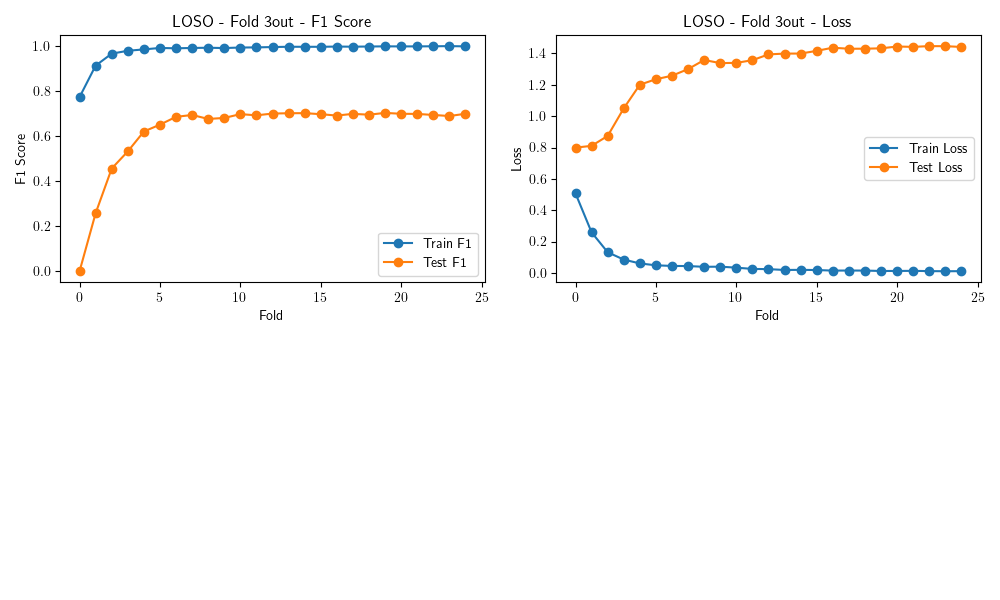 LOSO - Fold 3out - F1 Score
1.0
0.8
0.6
0.4
0.2
0.0
F1 Score
Train F1
Test F1
0 5 10 15 20 25
Fold
LOSO - Fold 3out - Loss
1.4
1.2
1.0
0.8
0.6
0.4
0.2
0.0
Loss
Train Loss
Test Loss
0 5 10 15 20 25
Fold